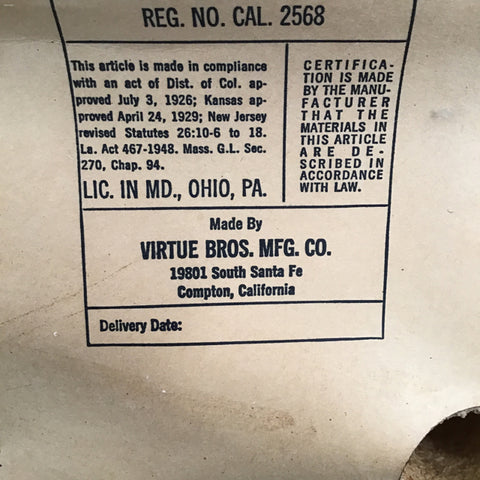 REG. NO. CAL. 2568
This article is made in compliance
with an act of Dist. of Col. ap-
proved July 3, 1926; Kansas ap-
proved April 24, 1929; New Jersey
revised Statutes 26:10-6 to 18.
La. Act 467-1948. Mass. G.L. Sec.
270, Chap. 94.
LIC. IN MD., OHIO, PA.
CERTIFICA-
TION IS MADE
BY THE MANU-
FACTURER
THAT THE
MATERIALS IN
THIS ARTICLE
ARE DE-
SCRIBED IN
ACCORDANCE
WITH LAW.
Made By
VIRTUE BROS. MFG. CO.
19801 South Santa Fe
Compton, California
Delivery Date: